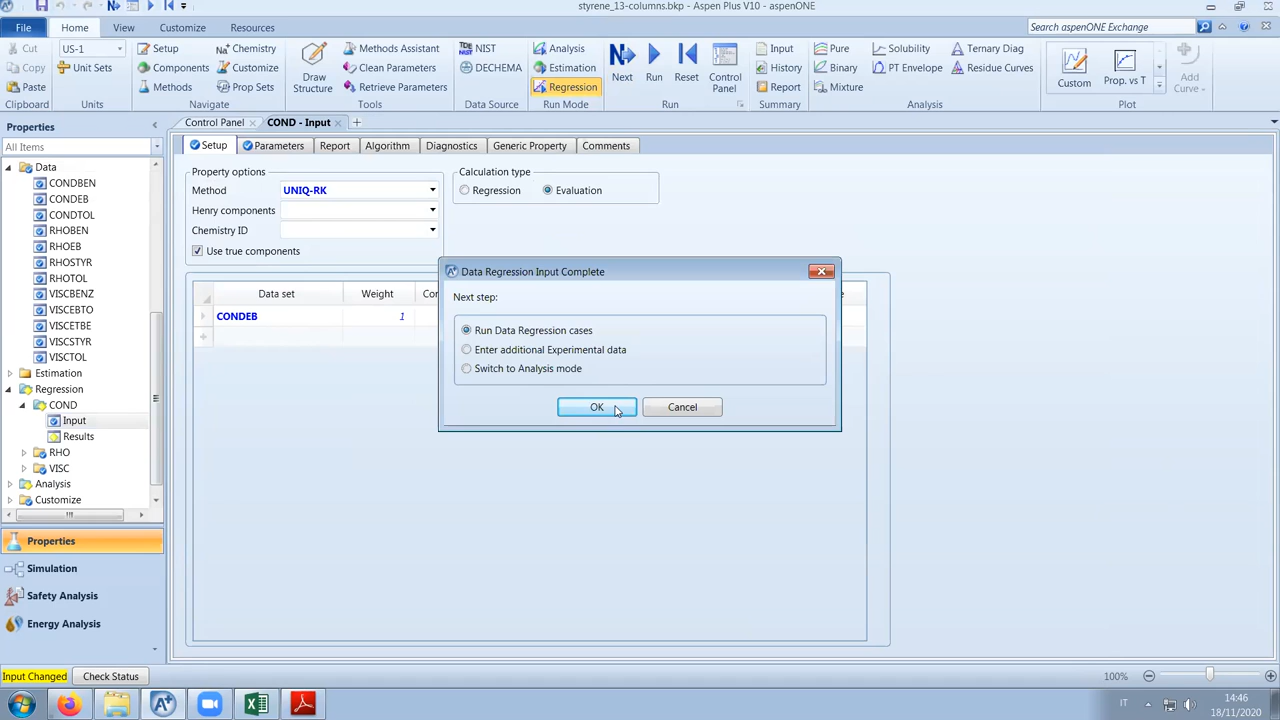 styrene_13-columns.bkp - Aspen Plus V10 - aspenONE
File Home View Customize Resources
Search aspenONE Exchange
Cut US-1 Setup Chemistry Methods Assistant NIST Analysis Input Pure Solubility Ternary Diag
Copy Unit Sets Components Customize Clean Parameters DECHEMA Estimation History Binary PT Envelope Residue Curves
Paste Methods Prop Sets Retrieve Parameters Regression Report Mixture
Draw Structure
Next Run Reset Control Panel
Custom Prop. vs T Add Curve
Clipboard Units Navigate Tools Data Source Run Mode Run Summary Analysis Plot
Properties
All Items
Control Panel COND - Input
Data
CONDBEN
CONDEB
CONDTOL
RHOBEN
RHOEB
RHOSTYR
RHOTOL
VISCBENZ
VISCEBTO
VISCETBE
VISCSTYR
VISCTOL
Estimation
Regression
COND
Input
Results
RHO
VISC
Analysis
Customize
Properties
Simulation
Safety Analysis
Energy Analysis
Setup Parameters Report Algorithm Diagnostics Generic Property Comments
Property options
Method UNIQ-RK
Henry components
Chemistry ID
Use true components
Calculation type
Regression Evaluation
Data set Weight
CONDEB 1
Data Regression Input Complete
Next step:
Run Data Regression cases
Enter additional Experimental data
Switch to Analysis mode
OK Cancel
Input Changed Check Status
100%
IT
14:46
18/11/2020